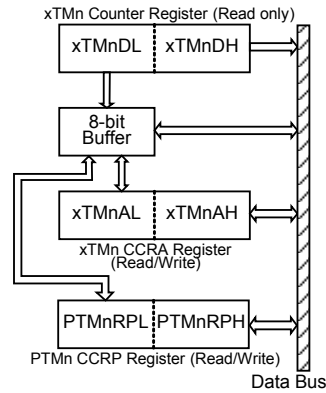 xTMn Counter Register (Read only)
xTMnDL xTMnDH
8-bit
Buffer
xTMnAL xTMnAH
xTMn CCRA Register
(Read/Write)
PTMnRPL PTMnRPH
PTMn CCRP Register (Read/Write)
Data Bus